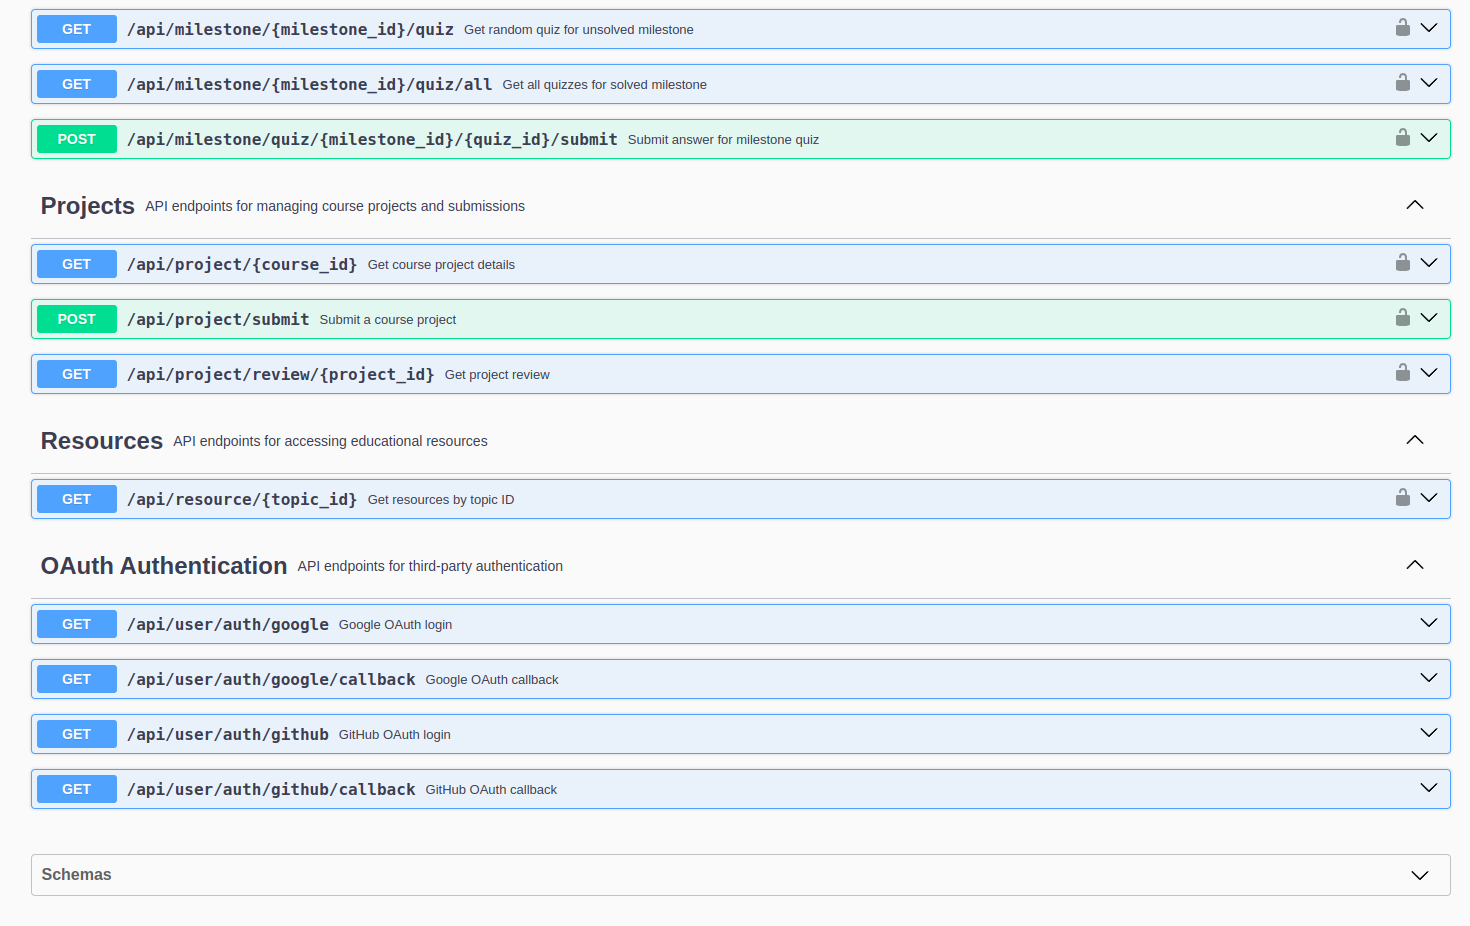 GET /api/milestone/{milestone_id}/quiz Get random quiz for unsolved milestone
GET /api/milestone/{milestone_id}/quiz/all Get all quizzes for solved milestone
POST /api/milestone/quiz/{milestone_id}/{quiz_id}/submit Submit answer for milestone quiz
Projects API endpoints for managing course projects and submissions
GET /api/project/{course_id} Get course project details
POST /api/project/submit Submit a course project
GET /api/project/review/{project_id} Get project review
Resources API endpoints for accessing educational resources
GET /api/resource/{topic_id} Get resources by topic ID
OAuth Authentication API endpoints for third-party authentication
GET /api/user/auth/google Google OAuth login
GET /api/user/auth/google/callback Google OAuth callback
GET /api/user/auth/github GitHub OAuth login
GET /api/user/auth/github/callback GitHub OAuth callback
Schemas